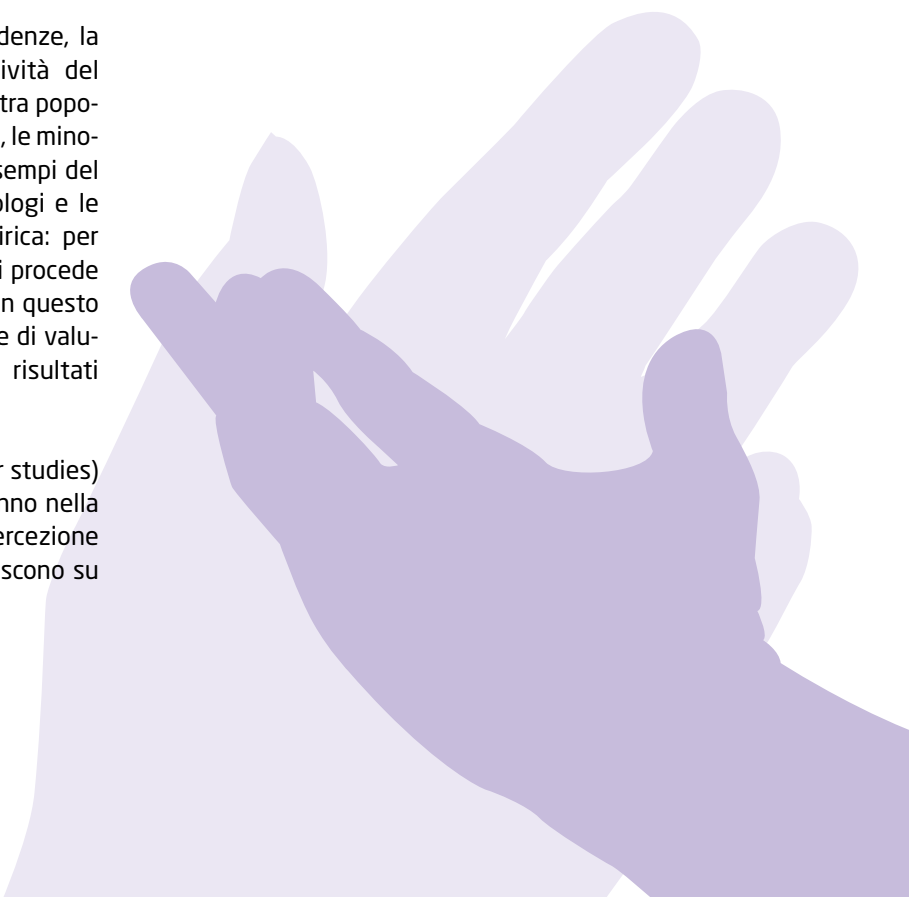 denze, la
ività del
tra popo-
, le mino-
sempi del
ologi e le
irica: per
i procede
n questo
e di valu-
risultati
r studies)
nno nella
ercezione
scono su